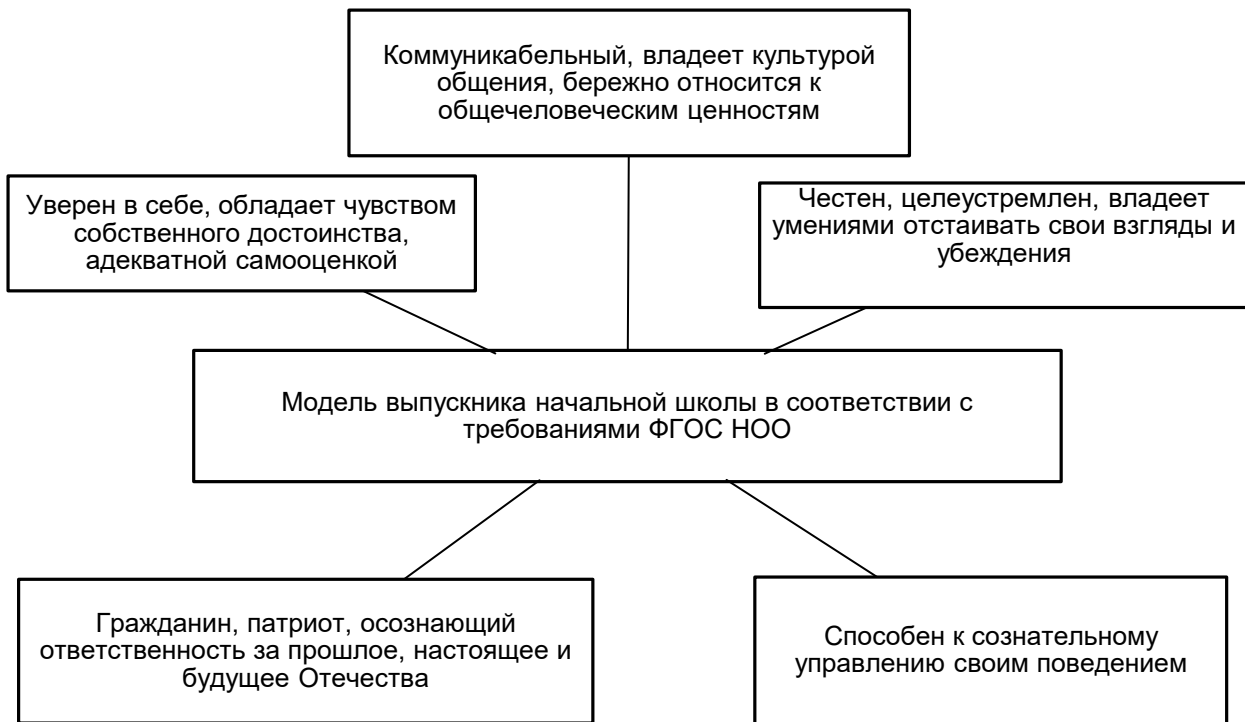 Коммуникабельный, владеет культурой
общения, бережно относится к
общечеловеческим ценностям
Уверен в себе, обладает чувством
собственного достоинства,
адекватной самооценкой
Честен, целеустремлен, владеет
умениями отстаивать свои взгляды и
убеждения
Модель выпускника начальной школы в соответствии с
требованиями ФГОС НОО
Гражданин, патриот, осознающий
ответственность за прошлое, настоящее и
будущее Отечества
Способен к сознательному
управлению своим поведением